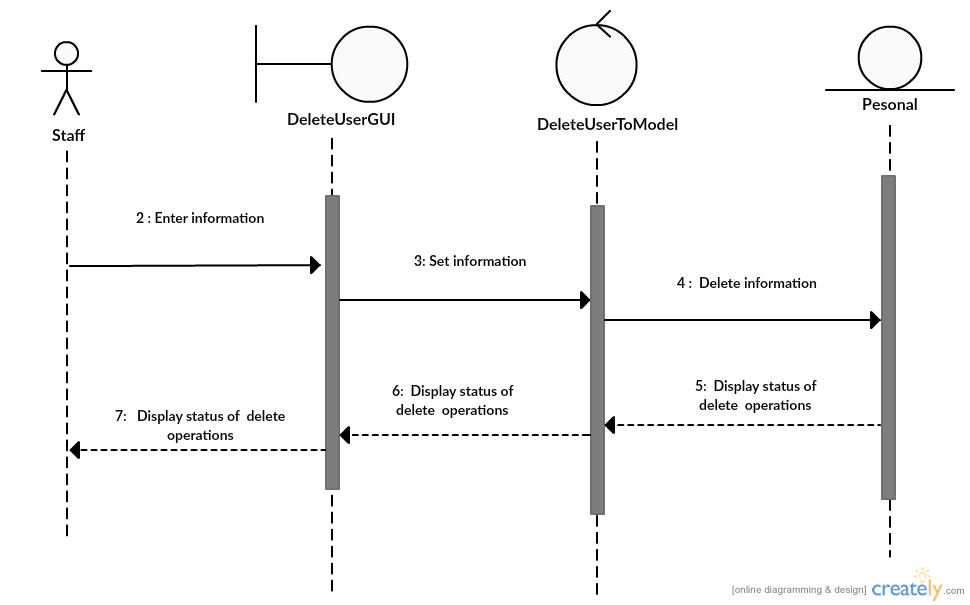 Staff
DeleteUserGUI
DeleteUserToModel
Pesonal
2 : Enter information
3: Set information
4 : Delete information
5: Display status of
delete operations
6: Display status of
delete operations
7: Display status of delete
operations
[online diagramming & design] creately.com